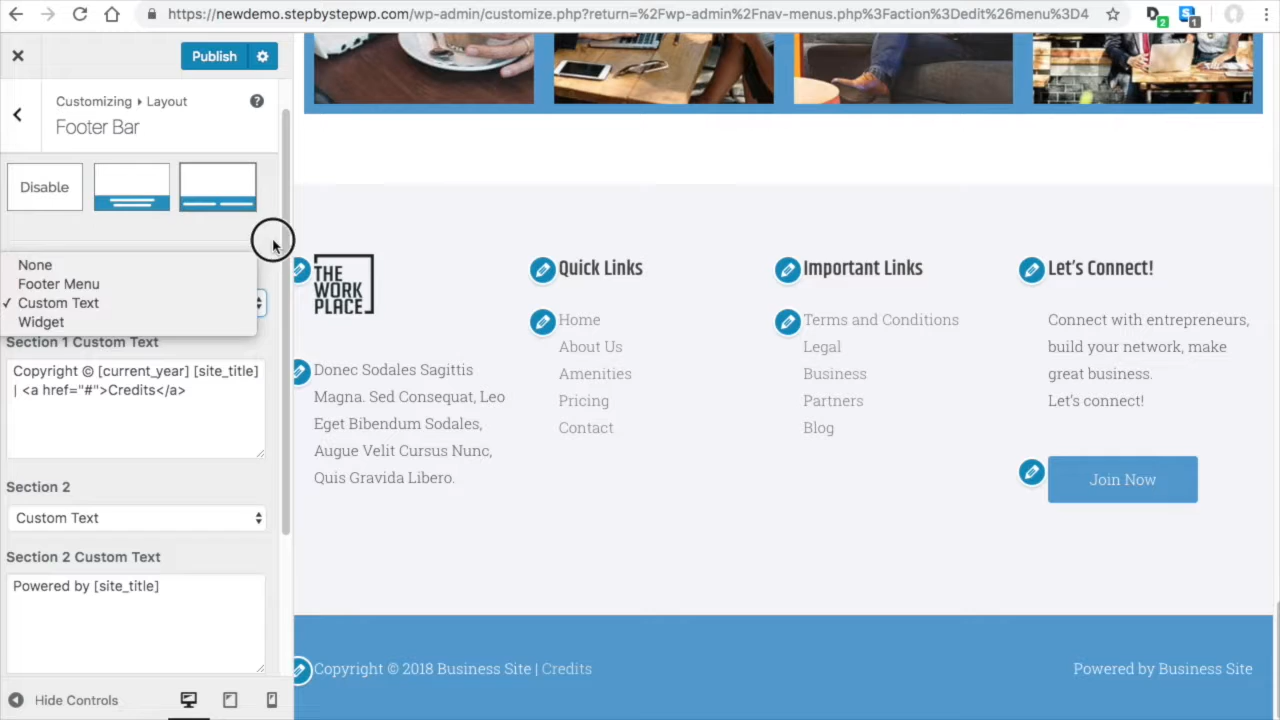 https://newdemo.stepbystepwp.com/wp-admin/customize.php?return=%2Fwp-admin%2Fnav-menus.php%3Faction%3Dedit%26menu%3D4
2
1
Publish
Customizing ▸ Layout
Footer Bar
Disable
None
Footer Menu
✓ Custom Text
Widget
Section 1 Custom Text
Copyright © [current_year] [site_title]
| <a href="#">Credits</a>
Section 2
Custom Text
Section 2 Custom Text
Powered by [site_title]
Hide Controls
THE
WORK
PLACE
Donec Sodales Sagittis
Magna. Sed Consequat, Leo
Eget Bibendum Sodales,
Augue Velit Cursus Nunc,
Quis Gravida Libero.
Quick Links
Home
About Us
Amenities
Pricing
Contact
Important Links
Terms and Conditions
Legal
Business
Partners
Blog
Let's Connect!
Connect with entrepreneurs,
build your network, make
great business.
Let's connect!
Join Now
Copyright © 2018 Business Site | Credits
Powered by Business Site